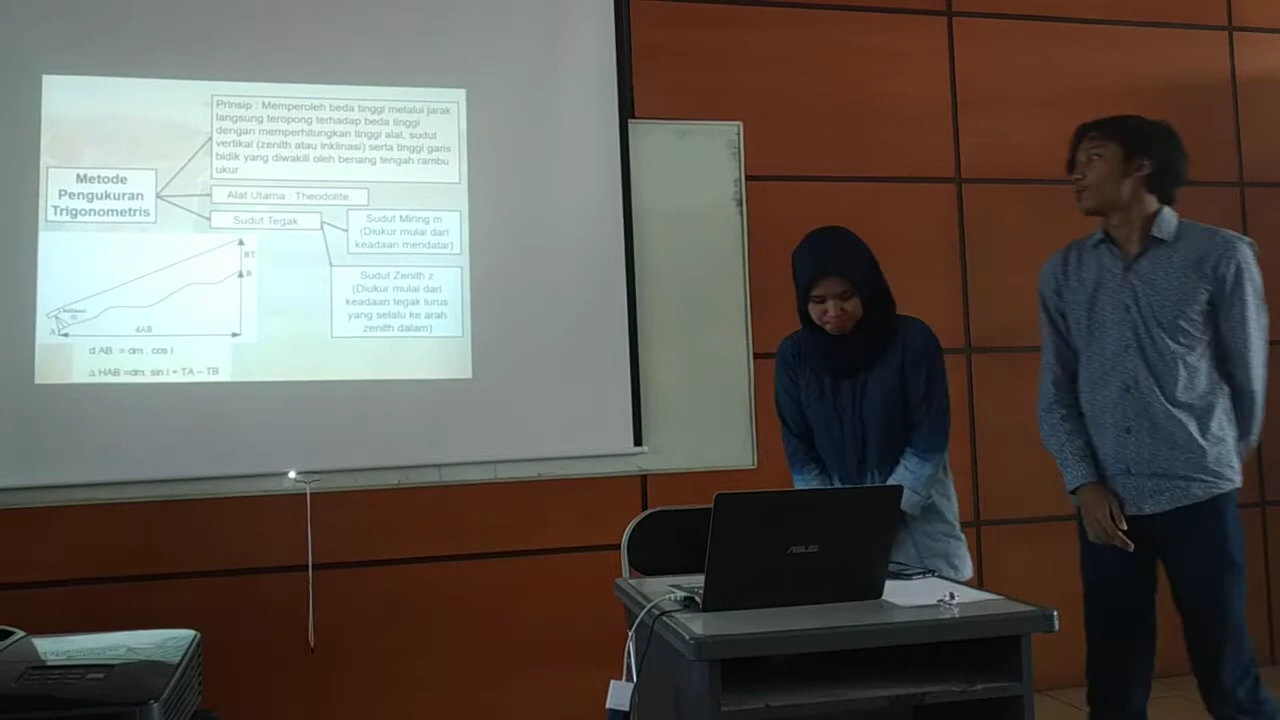 Prinsip : Memperoleh beda tinggi melalui jarak
langsung teropong terhadap beda tinggi
dengan memperhitungkan tinggi alat, sudut
vertikal (zenith atau inklinasi) serta tinggi garis
bidik yang diwakili oleh benang tengah rambu
ukur
Metode
Pengukuran
Trigonometris
Alat Utama : Theodolite.
Sudut Tegak
Sudut Miring m
(Diukur mulai dari
keadaan mendatar)
Sudut Zenith z
(Diukur mulai dari
keadaan tegak lurus
yang selalu ke arah
zenith dalam)
BT
B
A
dAB
d AB = dm . cos i
Δ HAB =dm. sin i + TA – TB
ASUS